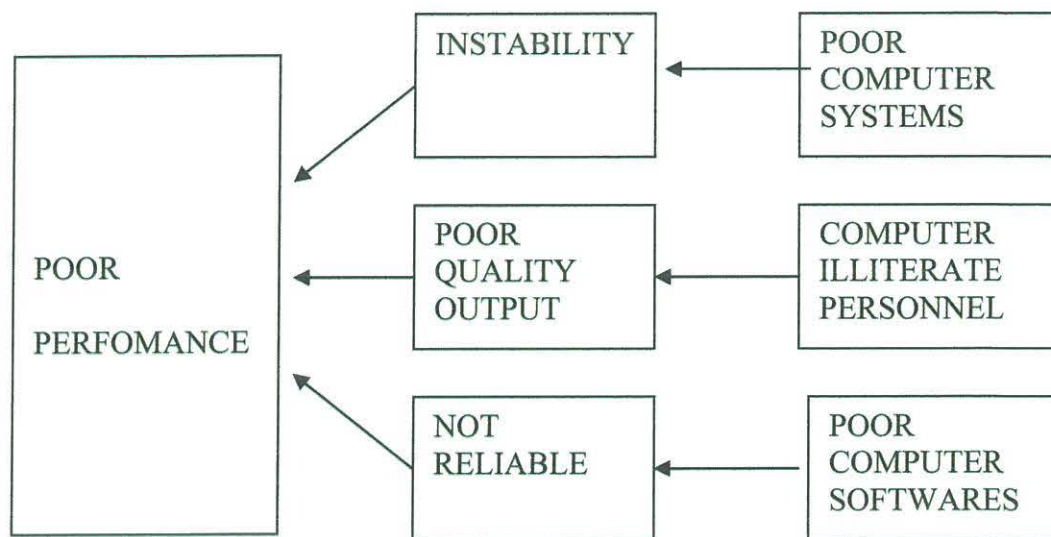 POOR
PERFOMANCE
INSTABILITY
POOR
COMPUTER
SYSTEMS
POOR
QUALITY
OUTPUT
COMPUTER
ILLITERATE
PERSONNEL
NOT
RELIABLE
POOR
COMPUTER
SOFTWARES